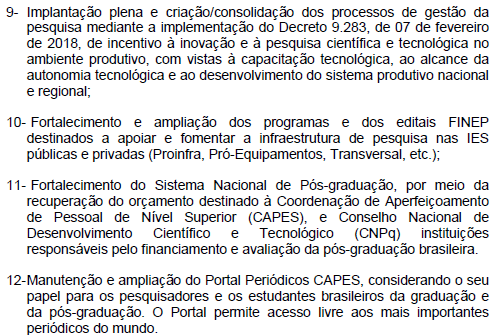 9- Implantação plena e criação/consolidação dos processos de gestão da
pesquisa mediante a implementação do Decreto 9.283, de 07 de fevereiro
de 2018, de incentivo à inovação e à pesquisa científica e tecnológica no
ambiente produtivo, com vistas à capacitação tecnológica, ao alcance da
autonomia tecnológica e ao desenvolvimento do sistema produtivo nacional
e regional;
10- Fortalecimento e ampliação dos programas e dos editais FINEP
destinados a apoiar e fomentar a infraestrutura de pesquisa nas IES
públicas e privadas (Proinfra, Pró-Equipamentos, Transversal, etc.);
11- Fortalecimento do Sistema Nacional de Pós-graduação, por meio da
recuperação do orçamento destinado à Coordenação de Aperfeiçoamento
de Pessoal de Nível Superior (CAPES), e Conselho Nacional de
Desenvolvimento Científico e Tecnológico (CNPq) instituições
responsáveis pelo financiamento e avaliação da pós-graduação brasileira.
12-Manutenção e ampliação do Portal Periódicos CAPES, considerando o seu
papel para os pesquisadores e os estudantes brasileiros da graduação e
da pós-graduação. O Portal permite acesso livre aos mais importantes
periódicos do mundo.